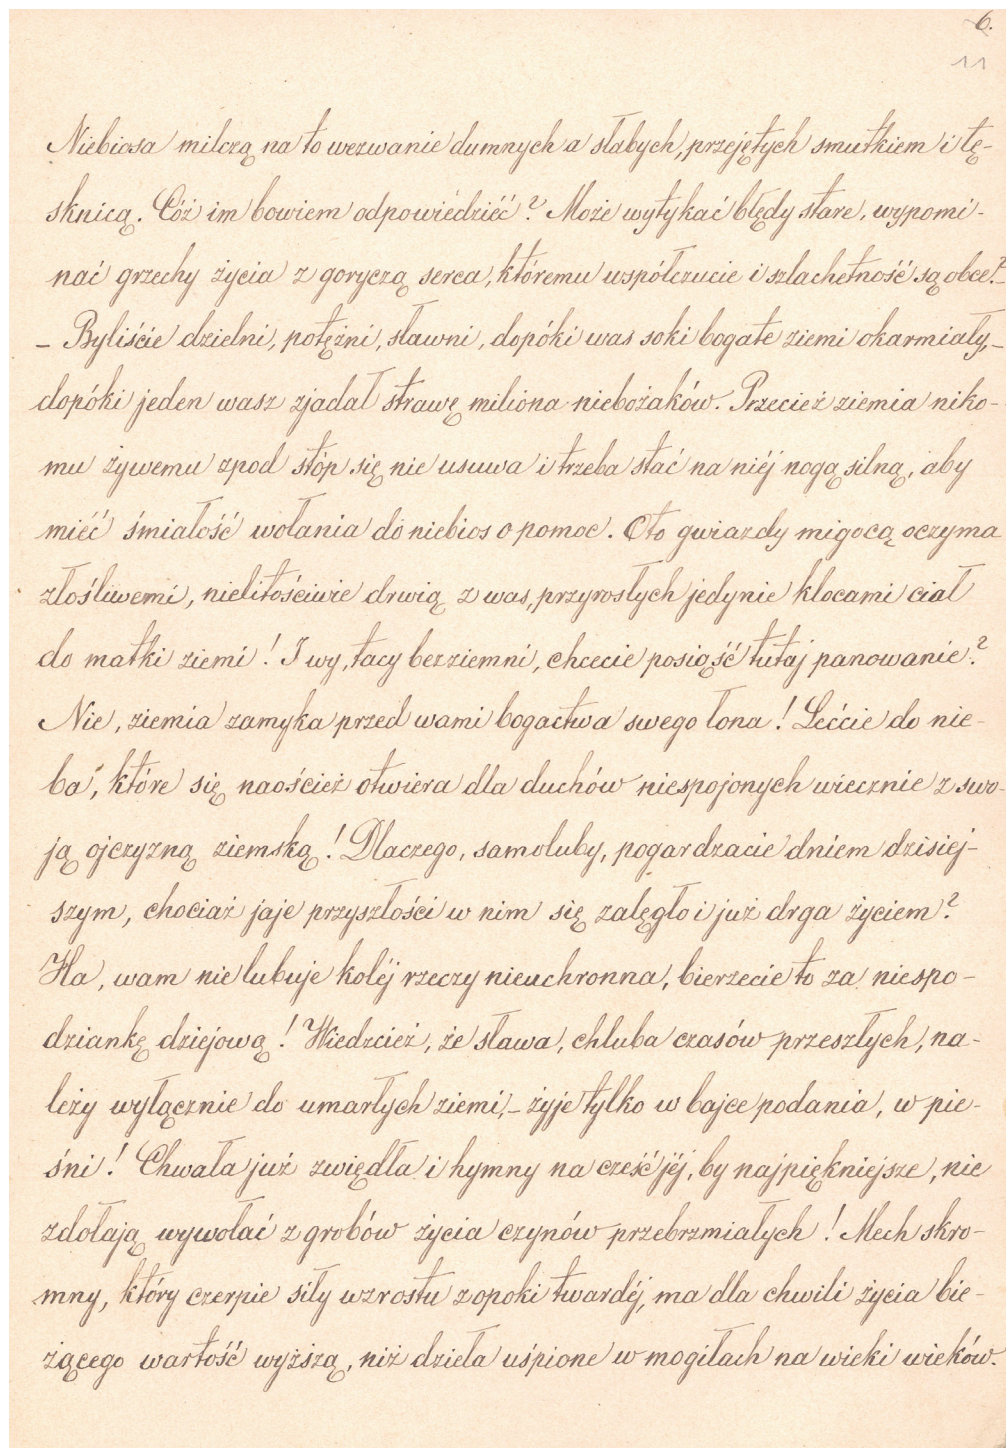 6.
11
Niebiosa milczą na to wezwanie dumnych a słabych, przejętych smutkiem i tę-
sknicą. Cóż im bowiem odpowiédzićć? Może wytykać błędy stare, wypomi-
nać grzechy życia z goryczą serca, któremu współczucie i szlachetność są obce?-
- Byliście dzielni, potężni, sławni, dopóki was soki bogate ziemi okarmiały,-
dopóki jeden wasz zjadał strawę miliona niebożaków. Przecież ziemia niko-
mu żywemu zpod stóp się nie usuwa i trzeba stać na niéj nogą silną, aby
miéć śmiałość wołania do niebios o pomoc. Oto gwiazdy migocą oczyma
złośliwemi, nielitościwie drwią z was, przyrosłych jedynie klocami ciał
do matki ziemi! I wy, tacy bezziemni, chcecie posiąść tutaj panowanie?
Nie, ziemia zamyka przed wami bogactwa swego łona! Lećcie do nie-
ba, które się naoścież otwiera dla duchów niespojonych wiecznie z swo-
ją ojczyzną ziemską! Dlaczego, samoluby, pogardzacie dniem dzisiej-
szym, chociaż jaje przyszłości w nim się zalęgło i już drga życiem?
Ha, wam nie lubuje koléj rzeczy nieuchronna, bierzecie to za niespo-
dziankę dziejową! Wiedzcież, że sława, chluba czasów przeszłych, na-
leży wyłącznie do umarłych ziemi,- żyje tylko w bajce podania, w pie-
śni! Chwała już zwiędła i hymny na cześć jéj, by najpiękniejsze, nie
zdołają wywołać z grobów życia czynów przebrzmiałych! Mech skro-
mny, który czerpie siły wzrostu z opoki twardéj, ma dla chwili życia bie-
żącego wartość wyższą, niż dzieła uśpione w mogiłach na wieki wieków.